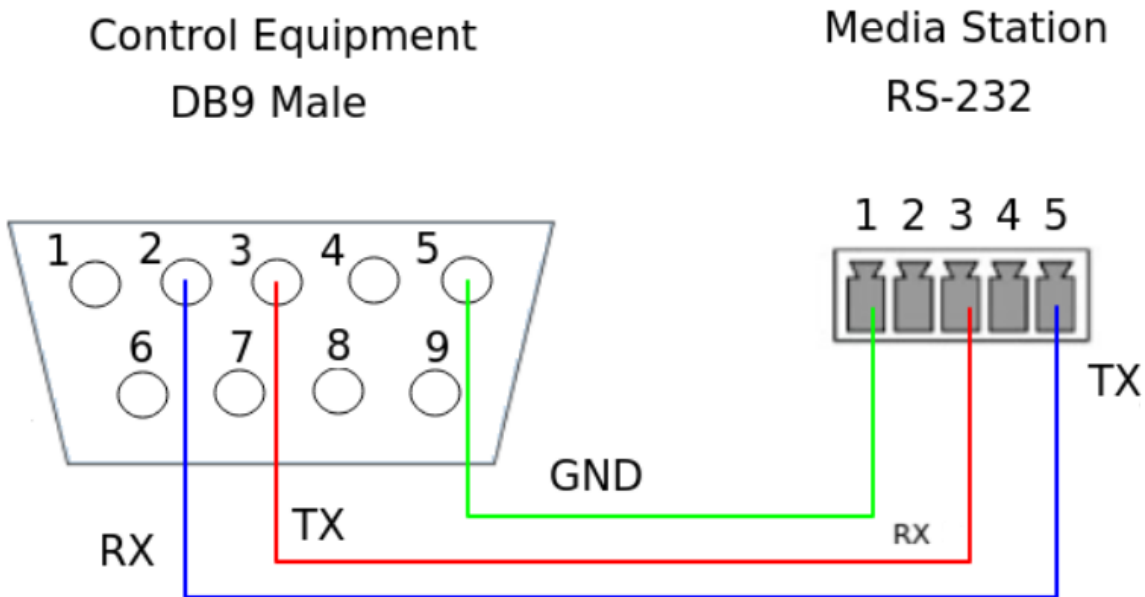 Control Equipment
DB9 Male
Media Station
RS-232
1 2 3 4 5
6 7 8 9
1 2 3 4 5
GND
TX
RX
TX
RX